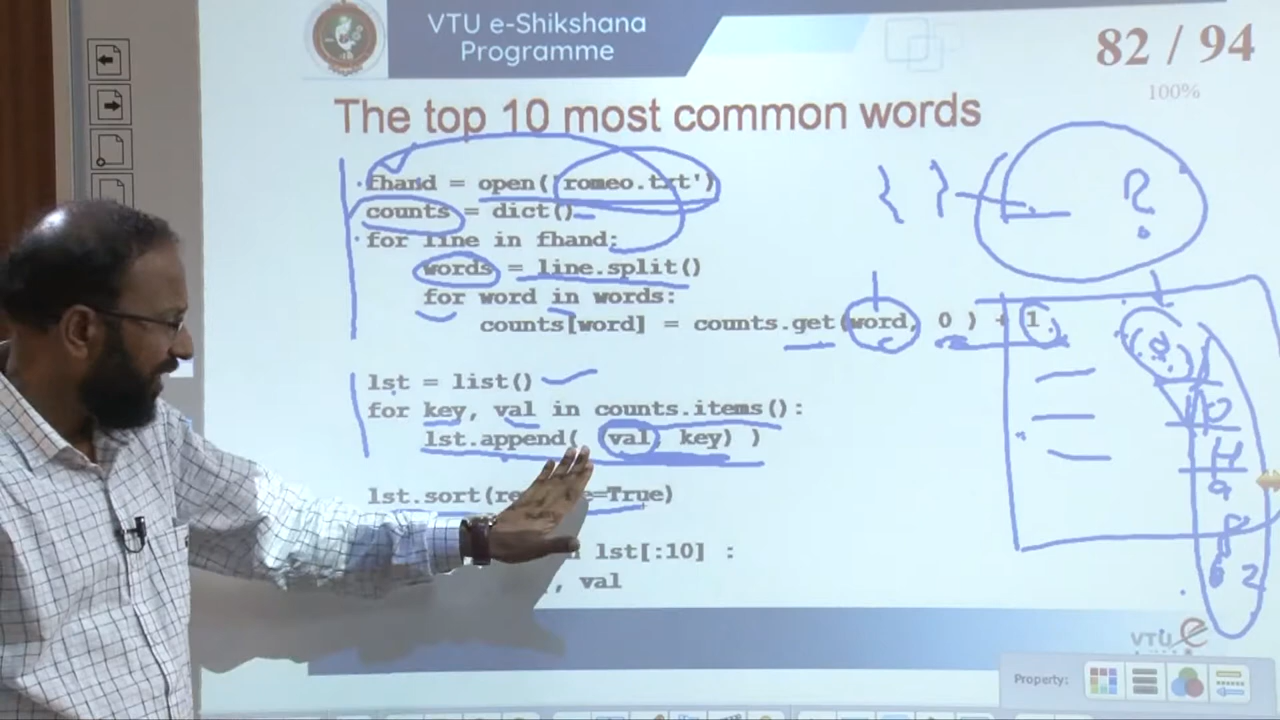 VTU e-Shikshana
Programme
82 / 94
100%
The top 10 most common words
fhand = open('romeo.txt')
counts = dict()
for line in fhand:
words = line.split()
for word in words:
counts[word] = counts.get(word, 0 ) + 1
lst = list()
for key, val in counts.items():
lst.append( val key) )
lst.sort( =True)
lst[:10] :
, val
VTU e
Property: